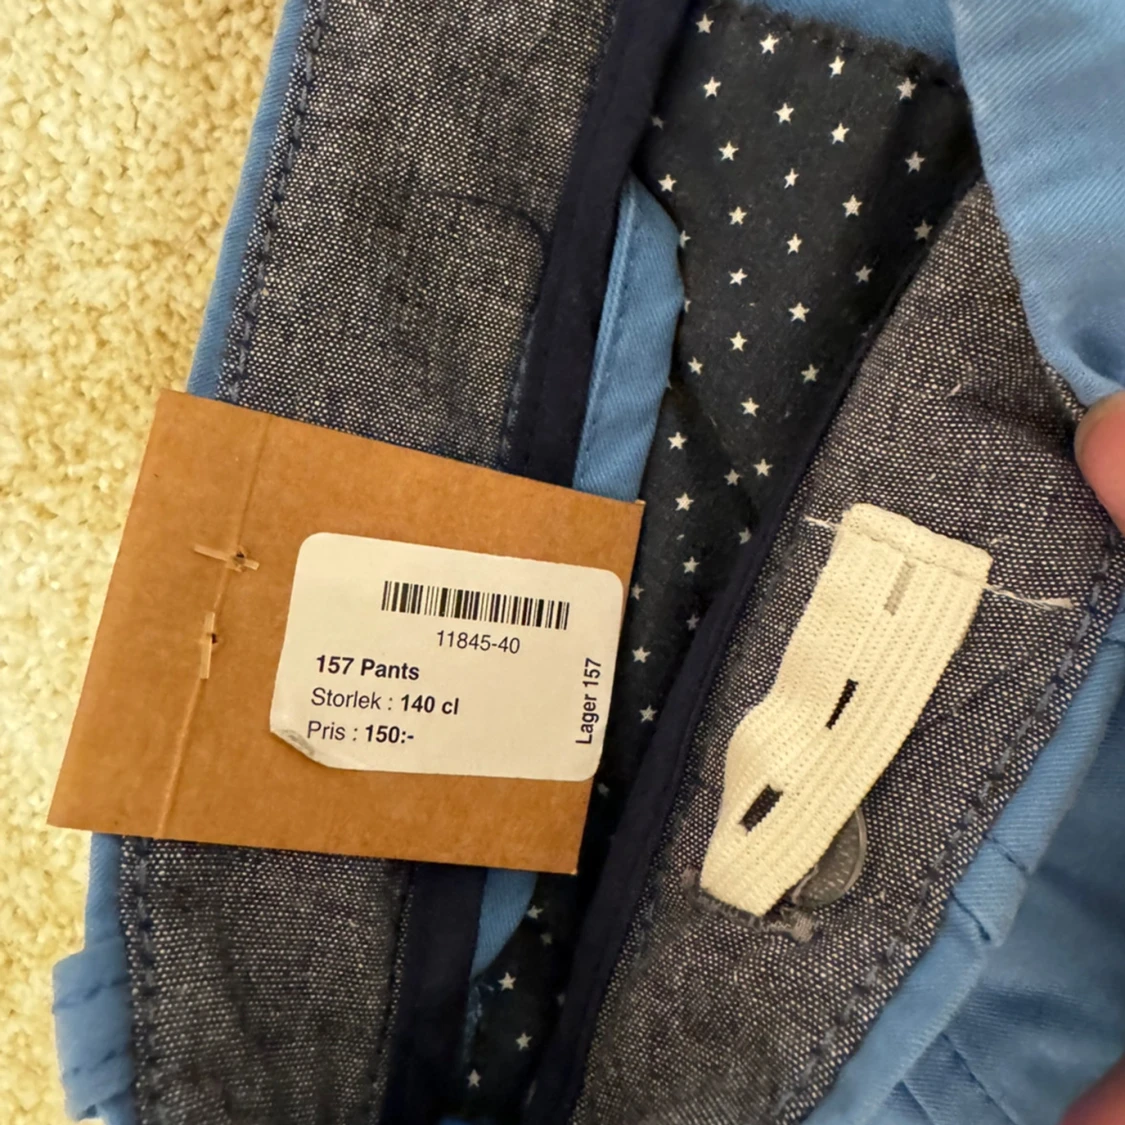 11845-40
157 Pants
Storlek : 140 cl
Pris : 150:-
Lager 157